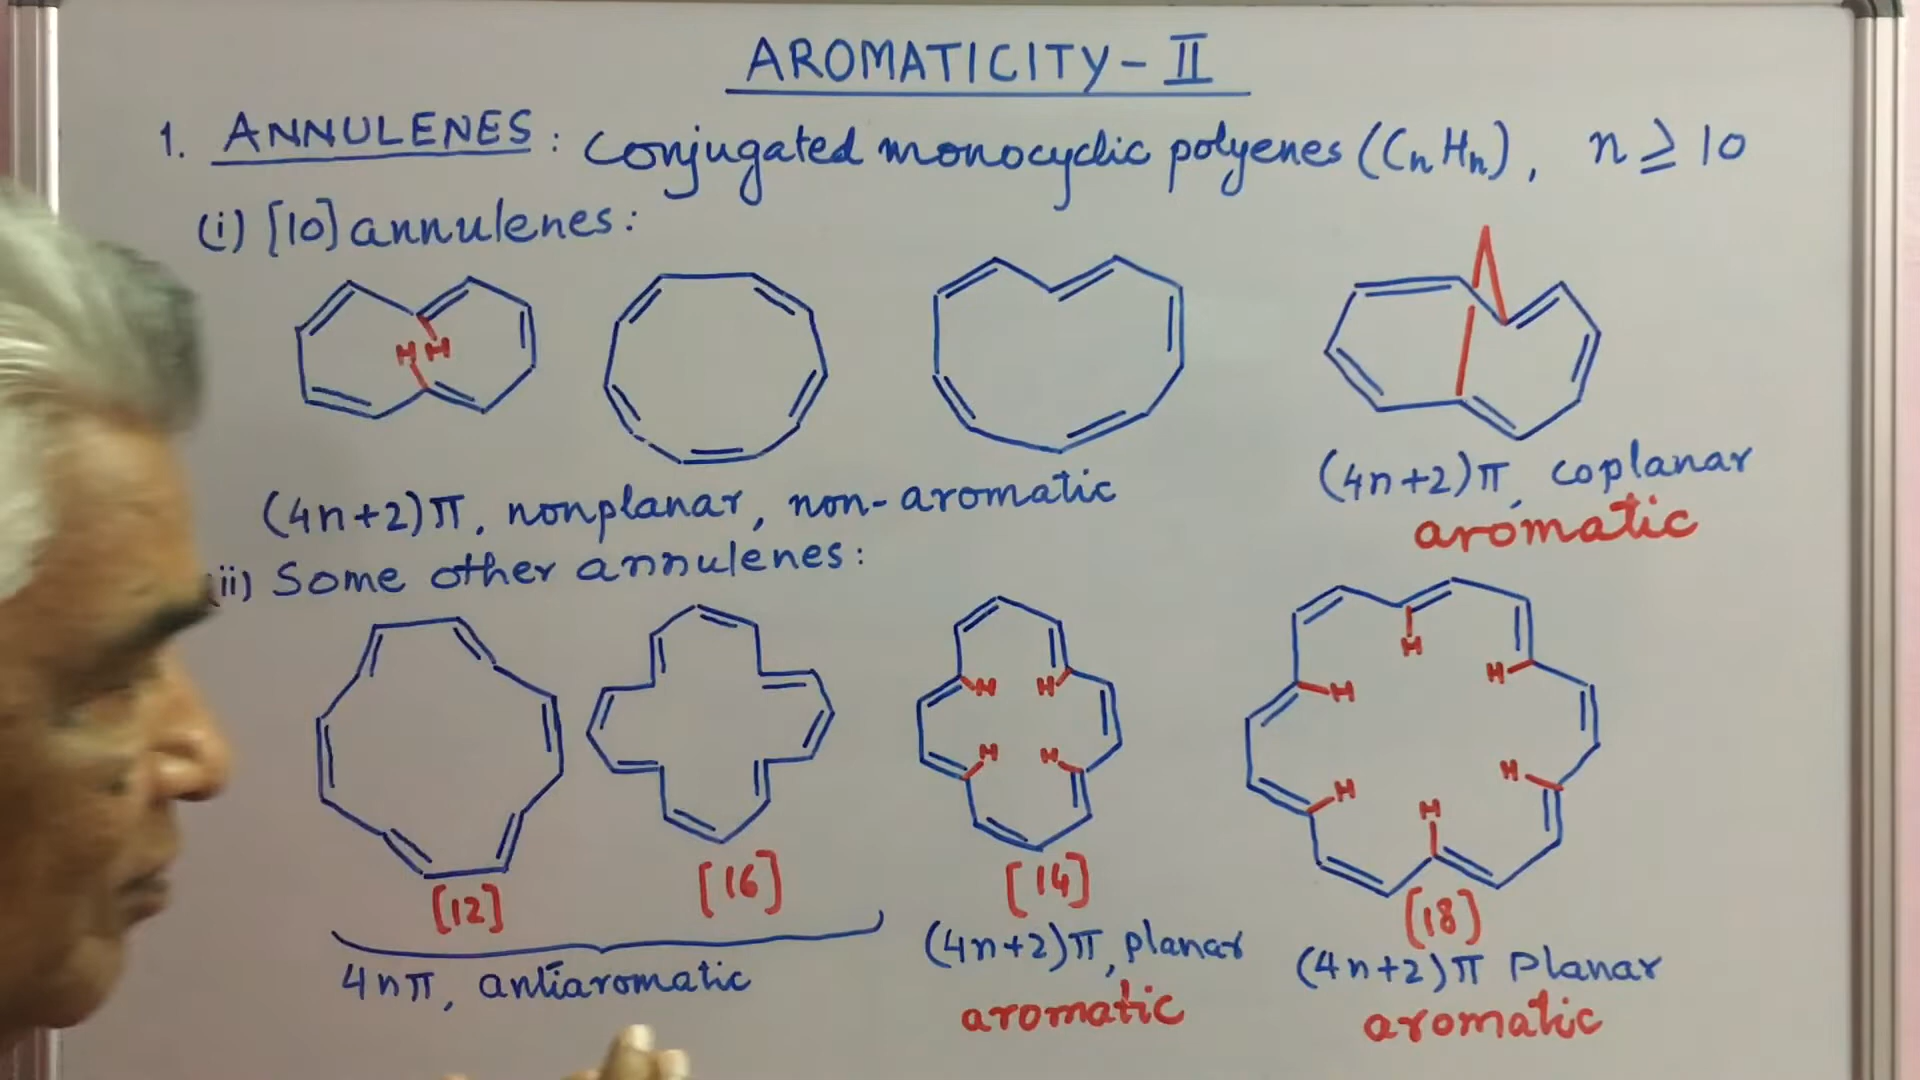 AROMATICITY - II
1. ANNULENES : Conjugated monocyclic polyenes (CnHn), n ≥ 10
(i) [10] annulenes:
H H
(4n+2)π, nonplanar, non-aromatic
(4n+2)π, coplanar
aromatic
(ii) Some other annulenes:
H H
H H
H
H H
H H
H
[12]
[16]
[14]
[18]
4nπ, antiaromatic
(4n+2)π, planar
aromatic
(4n+2)π Planar
aromatic